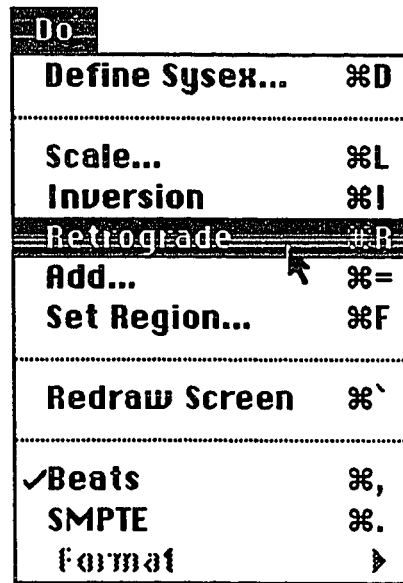 Do
Define Sysex... ⌘D
Scale... ⌘L
Inversion ⌘I
Retrograde ⌘R
Add... ⌘=
Set Region... ⌘F
Redraw Screen ⌘`
✓Beats ⌘,
SMPTE ⌘.
Format